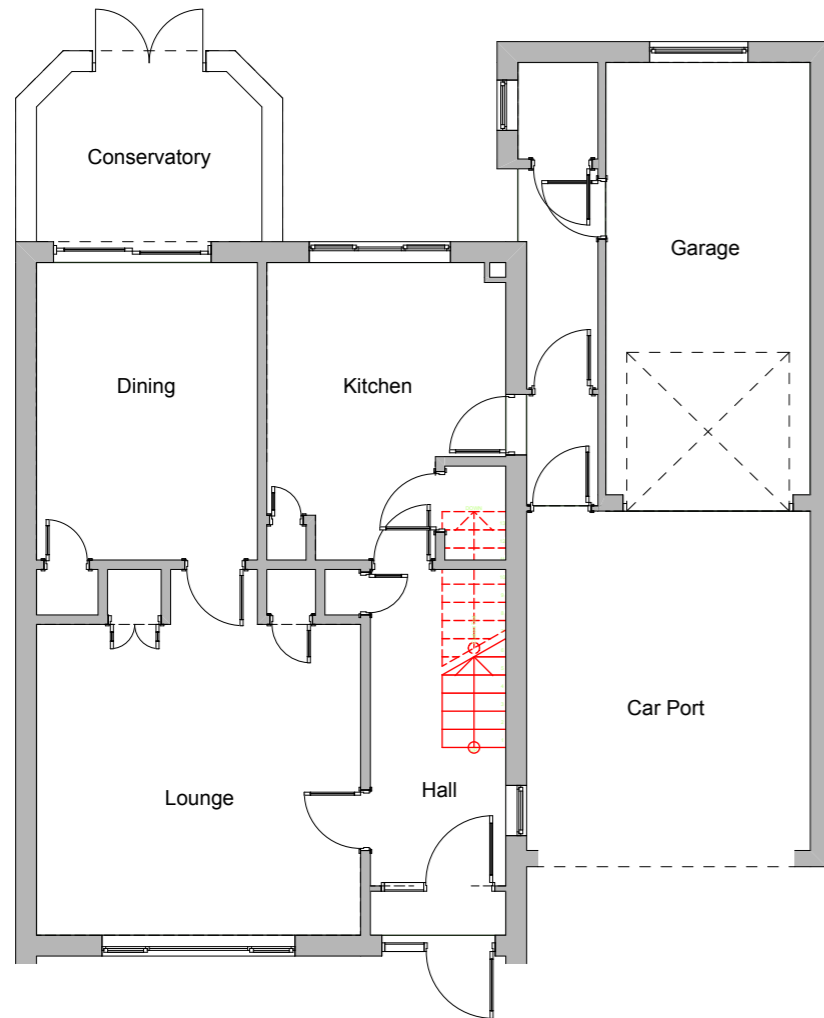 Conservatory
Garage
Dining
Kitchen
Car Port
Hall
Lounge